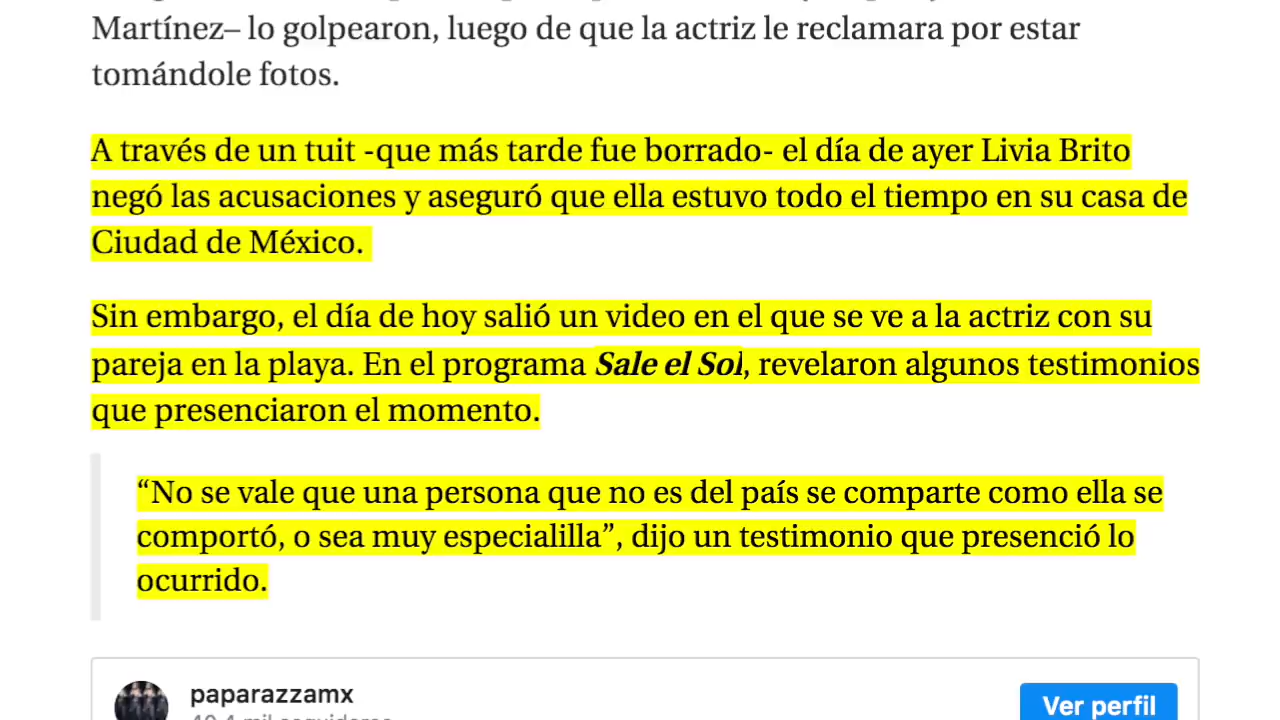 Martínez– lo golpearon, luego de que la actriz le reclamara por estar
tomándole fotos.
A través de un tuit -que más tarde fue borrado- el día de ayer Livia Brito
negó las acusaciones y aseguró que ella estuvo todo el tiempo en su casa de
Ciudad de México.
Sin embargo, el día de hoy salió un video en el que se ve a la actriz con su
pareja en la playa. En el programa Sale el Sol, revelaron algunos testimonios
que presenciaron el momento.
“No se vale que una persona que no es del país se comparte como ella se
comportó, o sea muy especialilla”, dijo un testimonio que presenció lo
ocurrido.
paparazzamx
Ver perfil